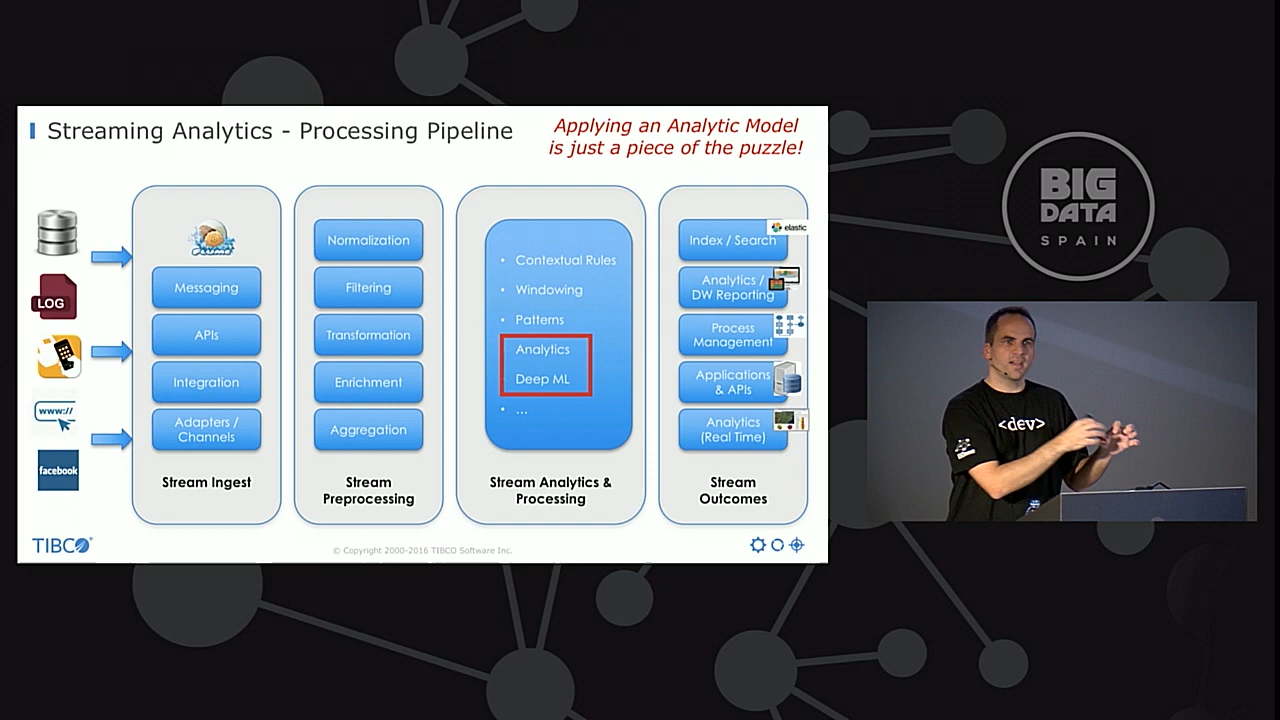 Streaming Analytics - Processing Pipeline
Applying an Analytic Model
is just a piece of the puzzle!
LOG
www://
facebook
flume
Messaging
APIs
Integration
Adapters /
Channels
Stream Ingest
Normalization
Filtering
Transformation
Enrichment
Aggregation
Stream
Preprocessing
• Contextual Rules
• Windowing
• Patterns
Analytics
Deep ML
• ...
Stream Analytics &
Processing
elastic
Index / Search
Analytics /
DW Reporting
Process
Management
Applications
& APIs
Analytics
(Real Time)
Stream
Outcomes
TIBCO
© Copyright 2000-2016 TIBCO Software Inc.
BIG
DATA
SPAIN
<dev>